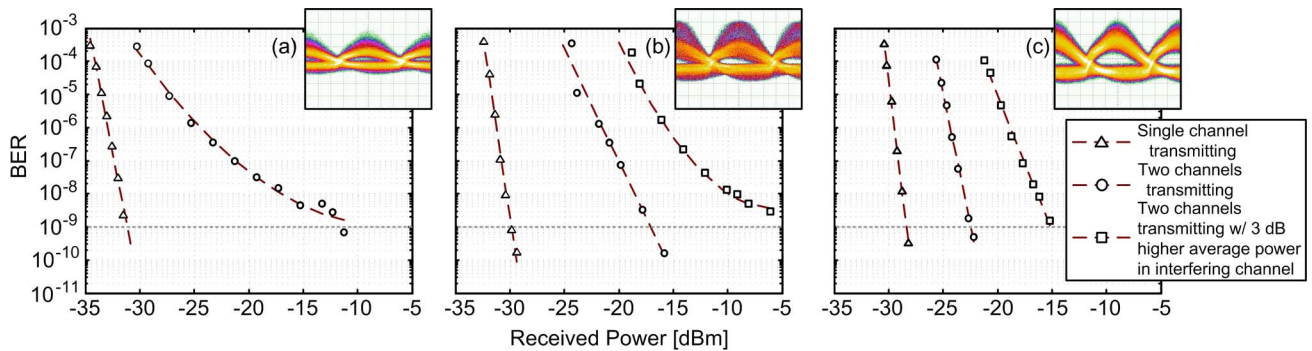 BER
10-3
10-4
10-5
10-6
10-7
10-8
10-9
10-10
10-11
(a)
(b)
(c)
-35 -30 -25 -20 -15 -10 -5
-35 -30 -25 -20 -15 -10 -5
-35 -30 -25 -20 -15 -10 -5
Received Power [dBm]
Single channel
transmitting
Two channels
transmitting
Two channels
transmitting w/ 3 dB
higher average power
in interfering channel